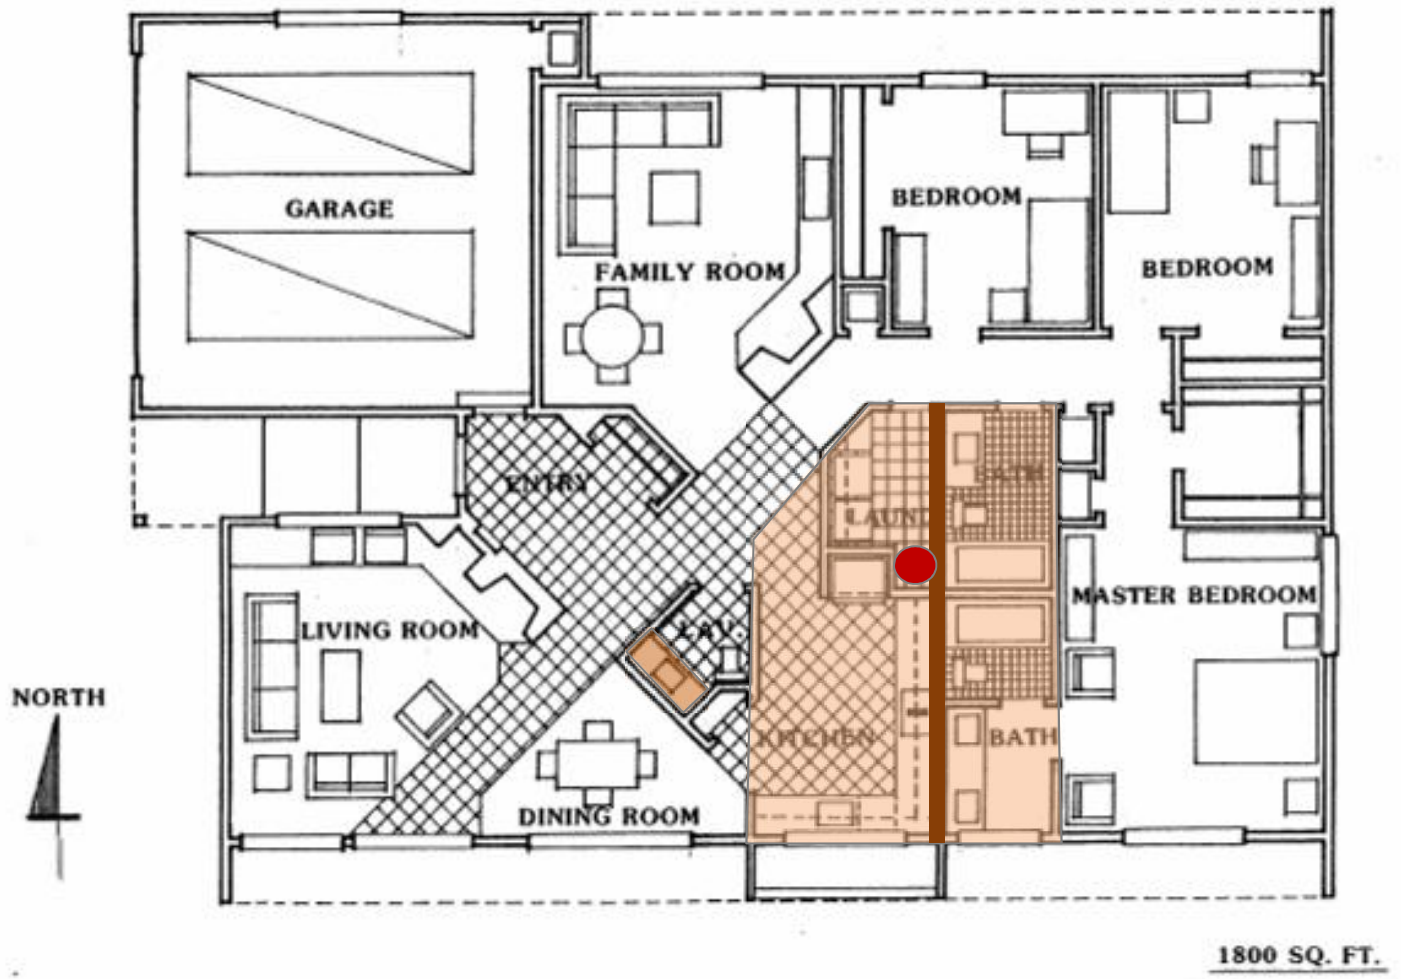 GARAGE
BEDROOM
FAMILY ROOM
BEDROOM
ENTRY
BATH
LAUND
MASTER BEDROOM
LIVING ROOM
LAV.
NORTH
KITCHEN
BATH
DINING ROOM
1800 SQ. FT.